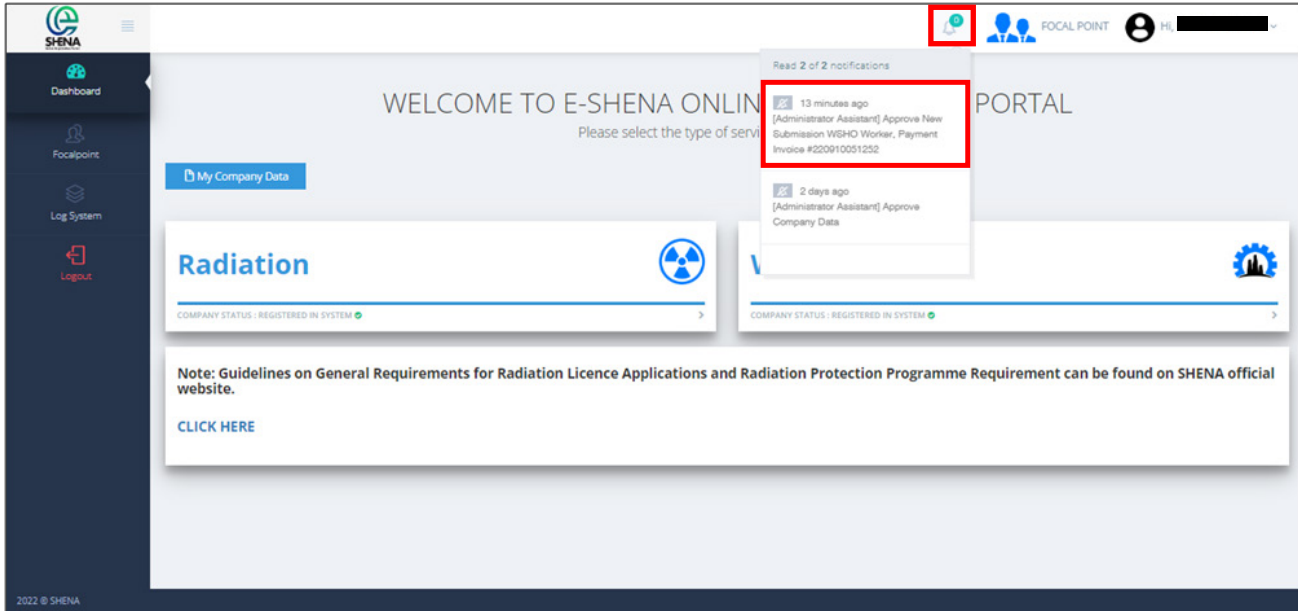 SHENA
0
FOCAL POINT
Hi,
Dashboard
Focalpoint
Log System
Logout
Read 2 of 2 notifications
13 minutes ago
[Administrator Assistant] Approve New
Submission WSHO Worker, Payment
Invoice #220910051252
2 days ago
[Administrator Assistant] Approve
Company Data
WELCOME TO E-SHENA ONLIN PORTAL
Please select the type of servi
My Company Data
Radiation
COMPANY STATUS : REGISTERED IN SYSTEM
COMPANY STATUS : REGISTERED IN SYSTEM
Note: Guidelines on General Requirements for Radiation Licence Applications and Radiation Protection Programme Requirement can be found on SHENA official
website.
CLICK HERE
2022 © SHENA